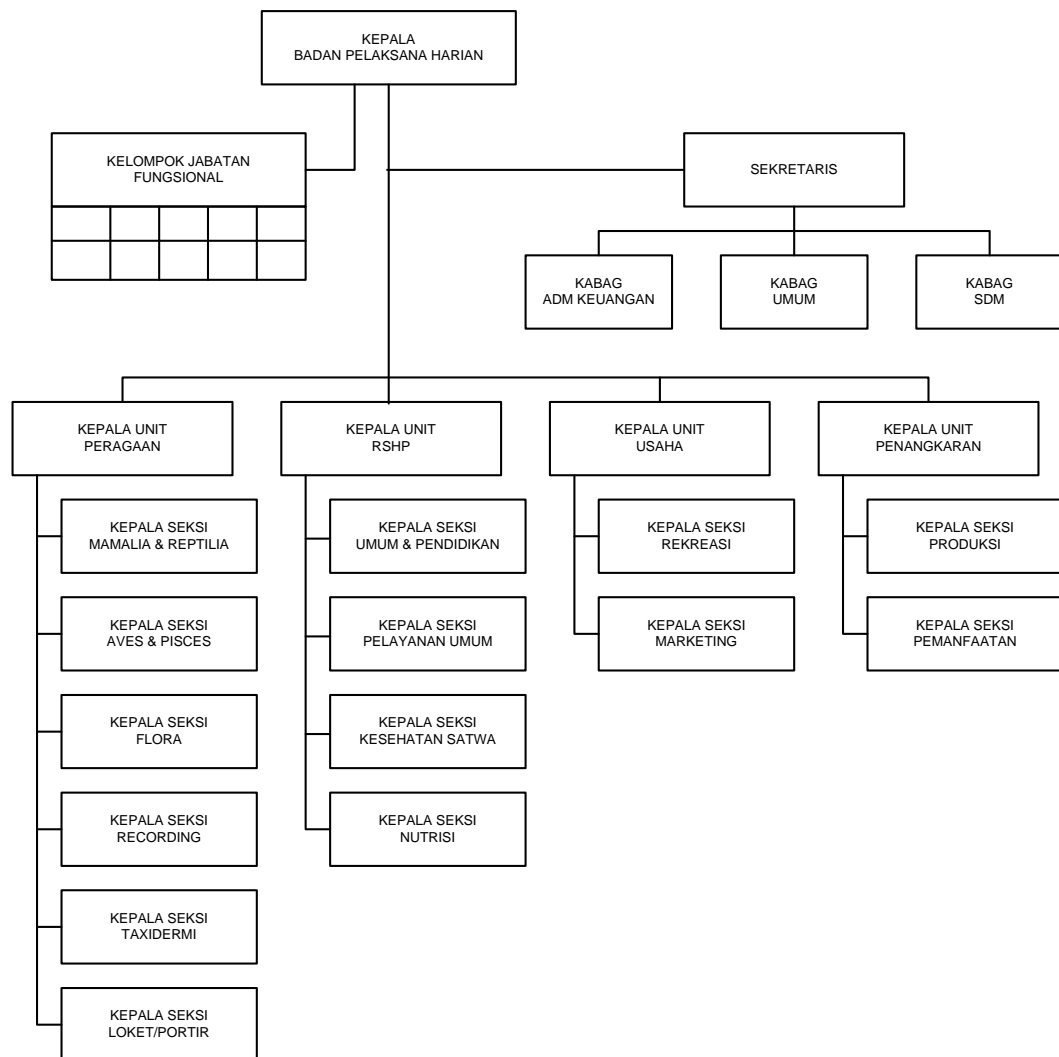 KEPALA
BADAN PELAKSANA HARIAN
KELOMPOK JABATAN
FUNGSIONAL
SEKRETARIS
KABAG
ADM KEUANGAN
KABAG
UMUM
KABAG
SDM
KEPALA UNIT
PERAGAAN
KEPALA UNIT
RSHP
KEPALA UNIT
USAHA
KEPALA UNIT
PENANGKARAN
KEPALA SEKSI
MAMALIA & REPTILIA
KEPALA SEKSI
UMUM & PENDIDIKAN
KEPALA SEKSI
REKREASI
KEPALA SEKSI
PRODUKSI
KEPALA SEKSI
AVES & PISCES
KEPALA SEKSI
PELAYANAN UMUM
KEPALA SEKSI
MARKETING
KEPALA SEKSI
PEMANFAATAN
KEPALA SEKSI
FLORA
KEPALA SEKSI
KESEHATAN SATWA
KEPALA SEKSI
RECORDING
KEPALA SEKSI
NUTRISI
KEPALA SEKSI
TAXIDERMI
KEPALA SEKSI
LOKET/PORTIR